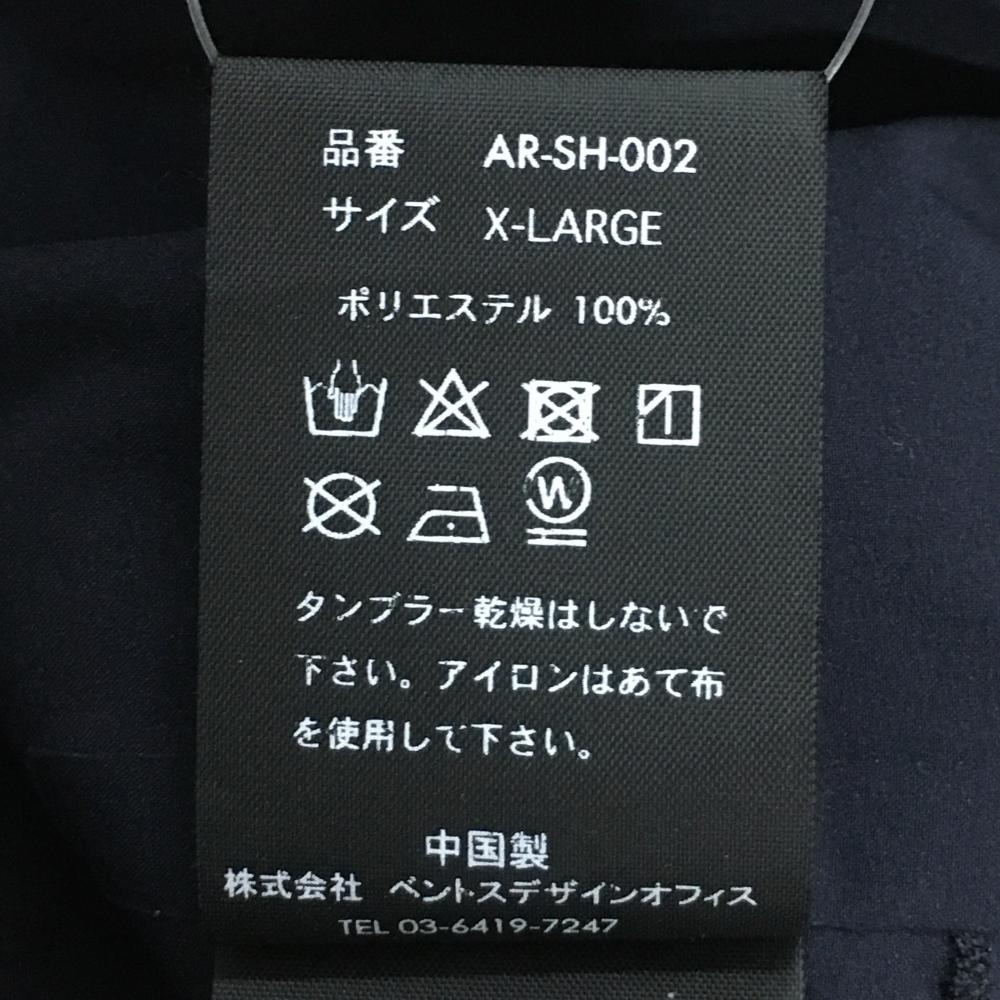 品番 AR-SH-002
サイズ X-LARGE
ポリエステル 100%
W
タンブラー乾燥はしないで
下さい。アイロンはあて布
を使用して下さい。
中国製
株式会社 ベントスデザインオフィス
TEL 03-6419-7247